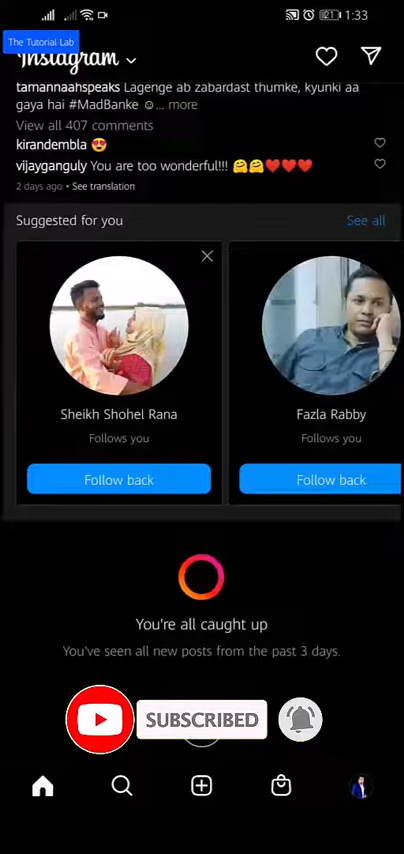 21 1:33
The Tutorial Lab
Instagram
tamannaahspeaks Lagenge ab zabardast thumke, kyunki aa
gaya hai #MadBanke ☺... more
View all 407 comments
kirandembla 😍
vijayganguly You are too wonderful!!! 🤗🤗❤️❤️❤️
2 days ago • See translation
Suggested for you See all
Sheikh Shohel Rana Fazla Rabby
Follows you Follows you
Follow back Follow back
You're all caught up
You've seen all new posts from the past 3 days.
SUBSCRIBED